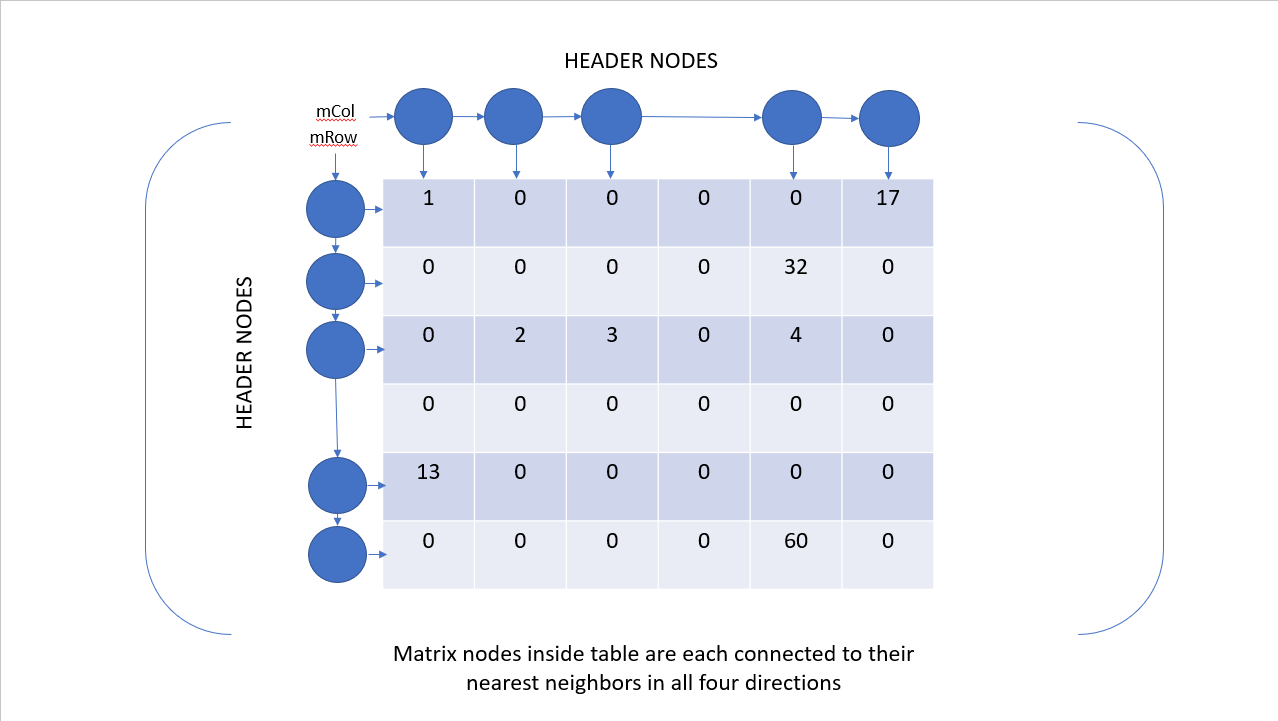 HEADER NODES
mCol
mRow
HEADER NODES
1 0 0 0 0 17
0 0 0 0 32 0
0 2 3 0 4 0
0 0 0 0 0 0
13 0 0 0 0 0
0 0 0 0 60 0
Matrix nodes inside table are each connected to their
nearest neighbors in all four directions